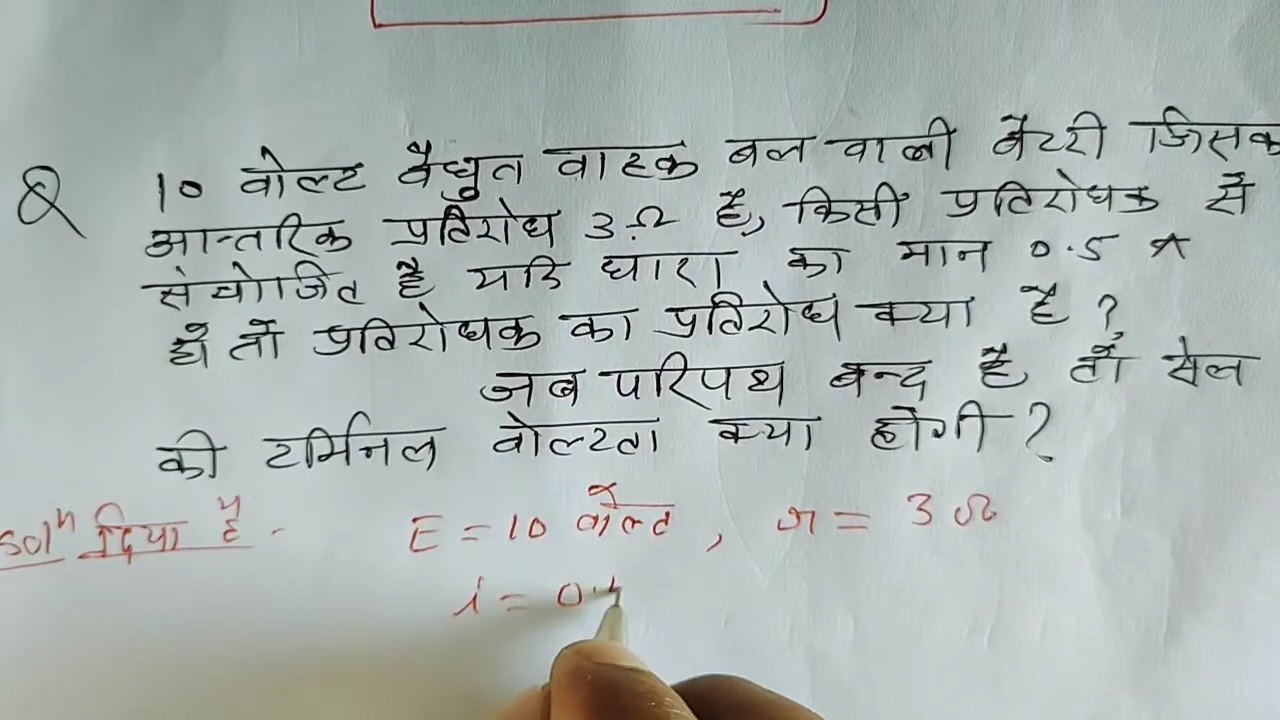 Q 10 वोल्ट वैधुत वाहक बल वाली बैटरी जिसक
आन्तरिक प्रतिरोध 3Ω है, किसी प्रतिरोधक से
संयोजित है यदि धारा का मान 0.5 A
हो तो प्रतिरोधक का प्रतिरोध क्या है?
जब परिपथ बन्द है तो सेल
की टर्मिनल वोल्टता क्या होगी?
Solⁿ दिया है - E = 10 वोल्ट, r = 3Ω
i = 0.